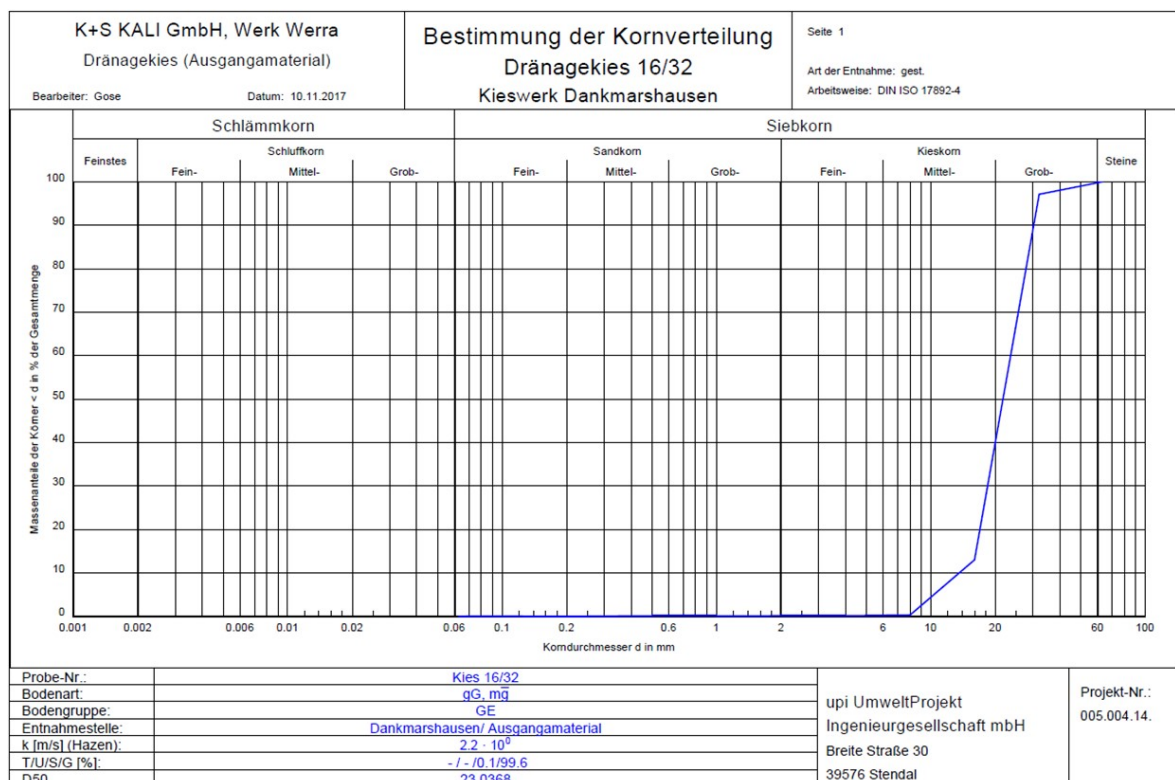 K+S KALI GmbH, Werk Werra
Dränagekies (Ausgangamaterial)
Bearbeiter: Gose Datum: 10.11.2017
Bestimmung der Kornverteilung
Dränagekies 16/32
Kieswerk Dankmarshausen
Seite 1
Art der Entnahme: gest.
Arbeitsweise: DIN ISO 17892-4
Schlämmkorn Siebkorn
Feinstes Schluffkorn Sandkorn Kieskorn Steine
Fein- Mittel- Grob- Fein- Mittel- Grob- Fein- Mittel- Grob-
Massenanteile der Körner < d in % der Gesamtmenge
100
90
80
70
60
50
40
30
20
10
0
0.001 0.002 0.006 0.01 0.02 0.06 0.1 0.2 0.6 1 2 6 10 20 60 100
Korndurchmesser d in mm
Probe-Nr.: Kies 16/32
Bodenart: gG, mg̅
Bodengruppe: GE
Entnahmestelle: Dankmarshausen/ Ausgangamaterial
k [m/s] (Hazen): 2.2 · 10⁰
T/U/S/G [%]: - / - /0.1/99.6
D50 23.0368
upi UmweltProjekt
Ingenieurgesellschaft mbH
Breite Straße 30
39576 Stendal
Projekt-Nr.:
005.004.14.